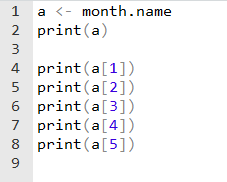 1 a <- month.name
2 print(a)
3
4 print(a[1])
5 print(a[2])
6 print(a[3])
7 print(a[4])
8 print(a[5])
9